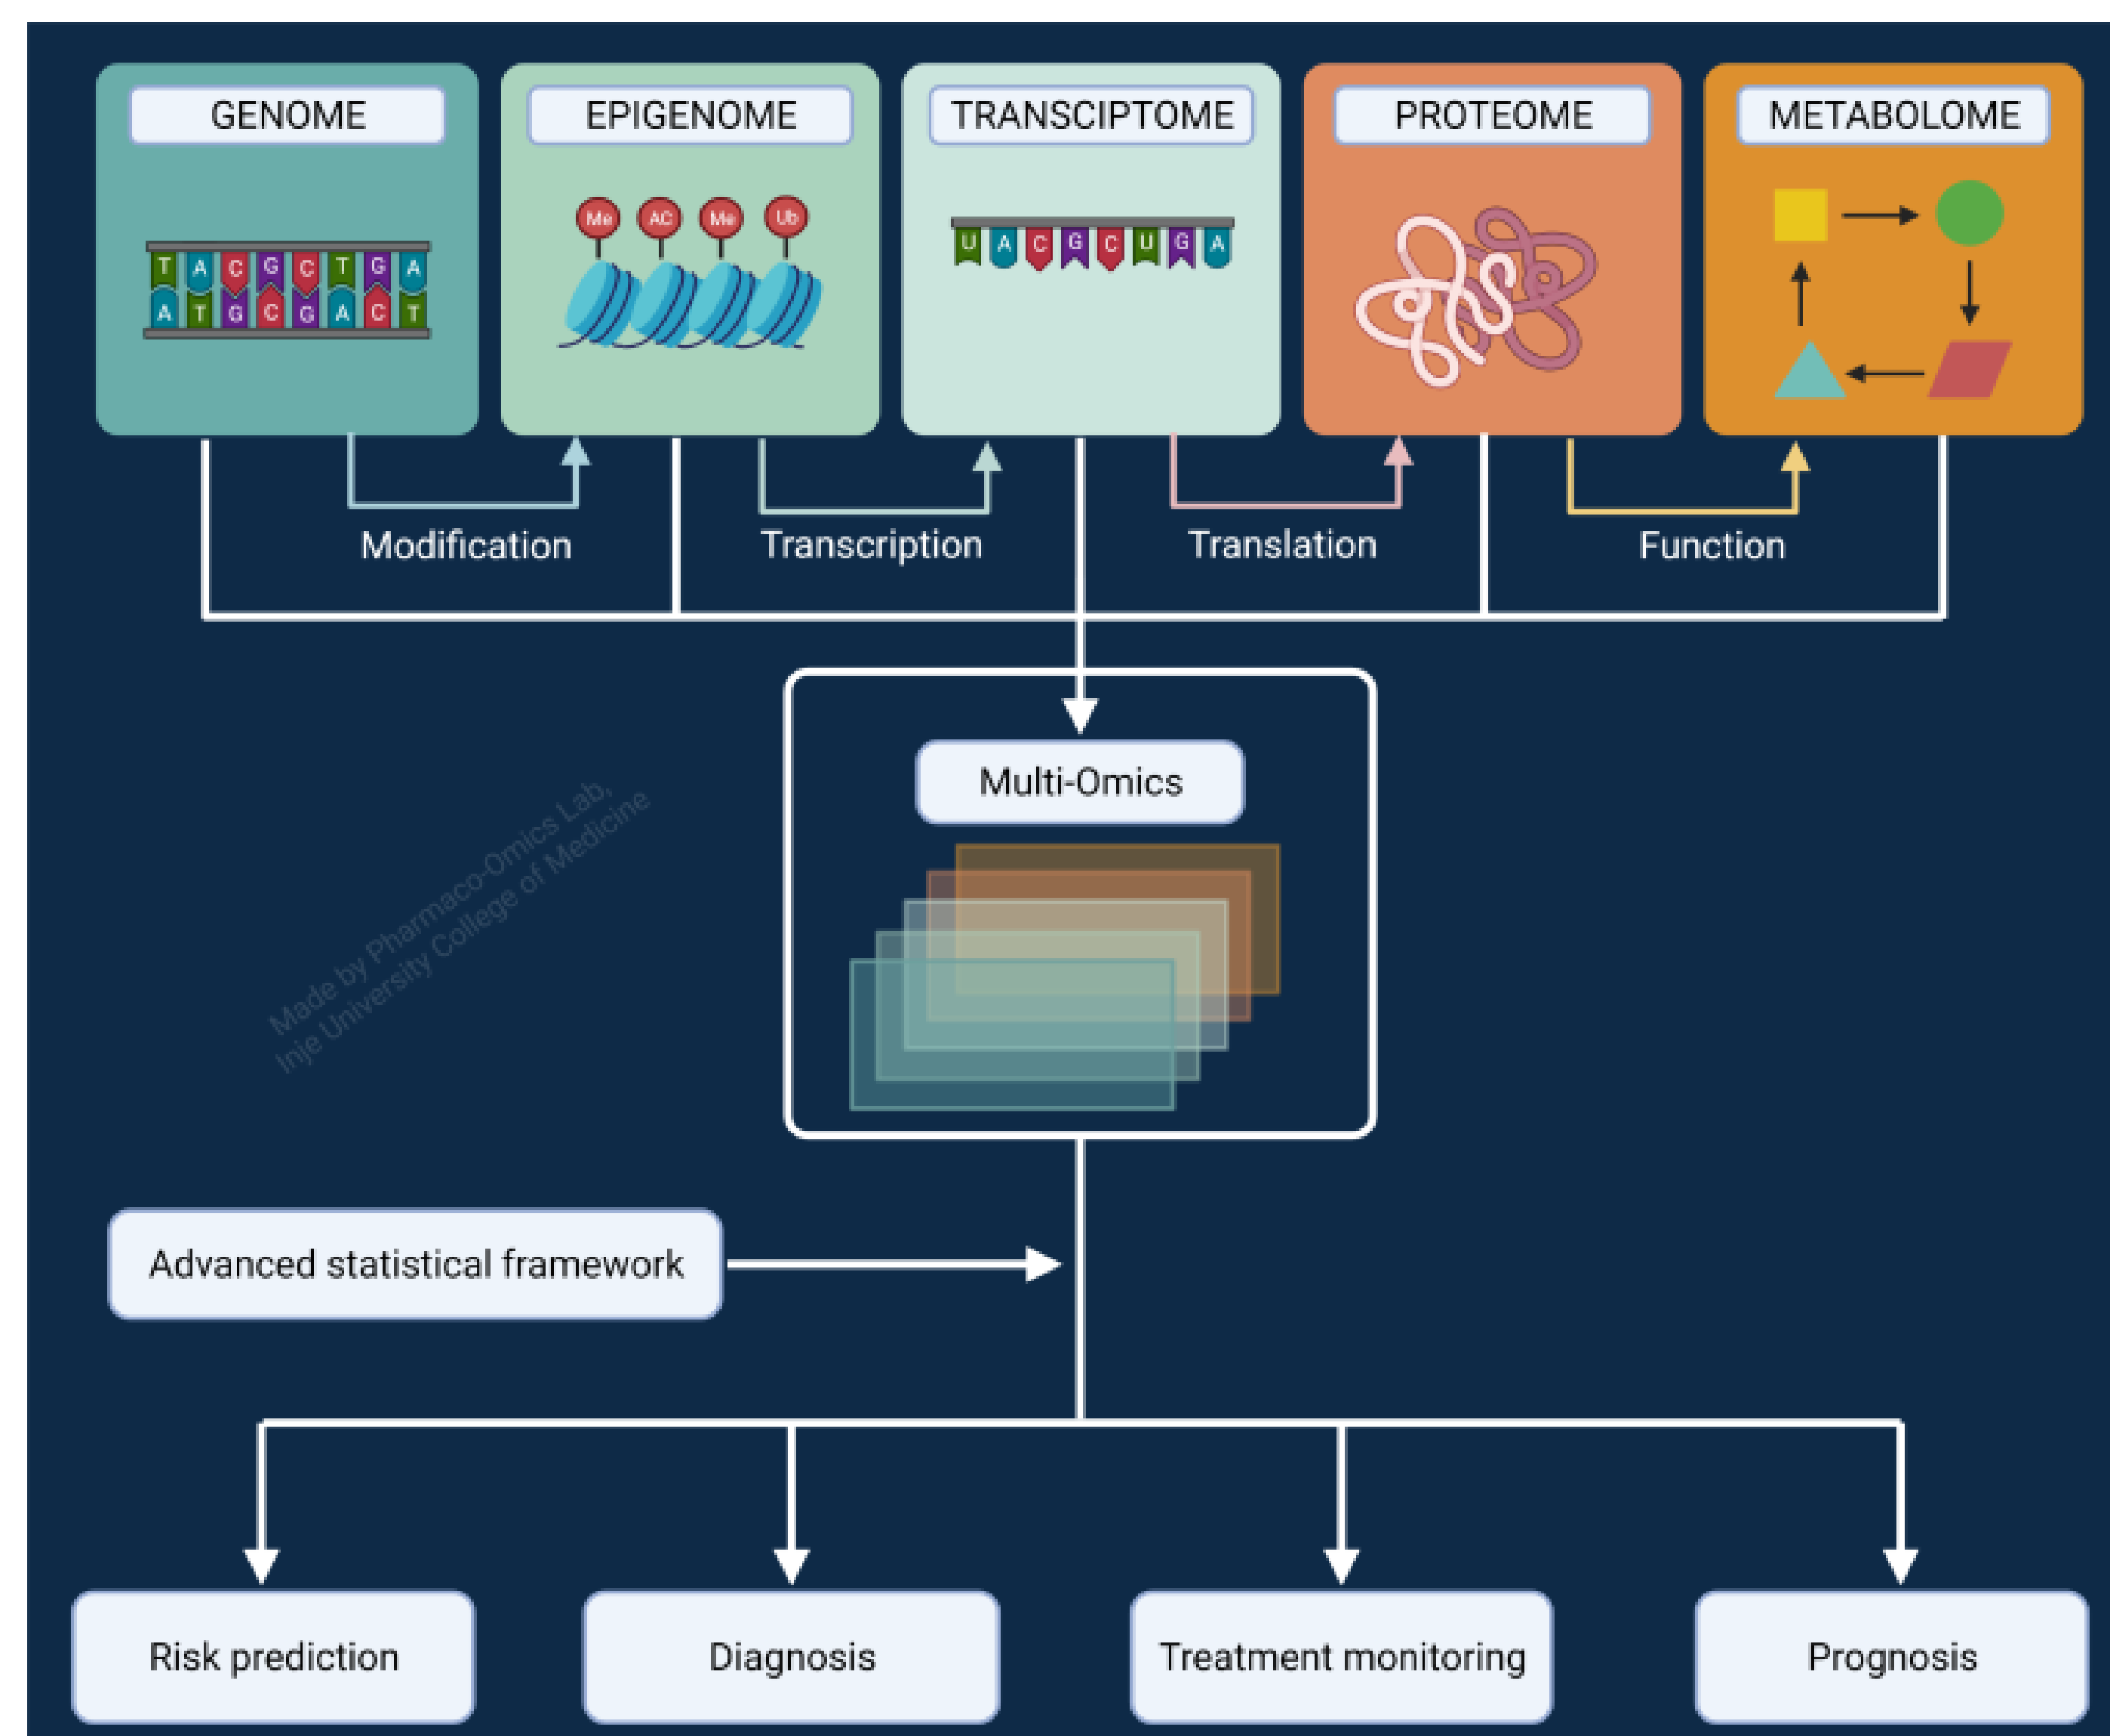 GENOME
EPIGENOME
TRANSCIPTOME
PROTEOME
METABOLOME
T A C G C T G A
A T G C G A C T
Me AC Me Ub
U A C G C U G A
Modification
Transcription
Translation
Function
Multi-Omics
Made by Pharmaco-Omics Lab,
Inje University College of Medicine
Advanced statistical framework
Risk prediction
Diagnosis
Treatment monitoring
Prognosis